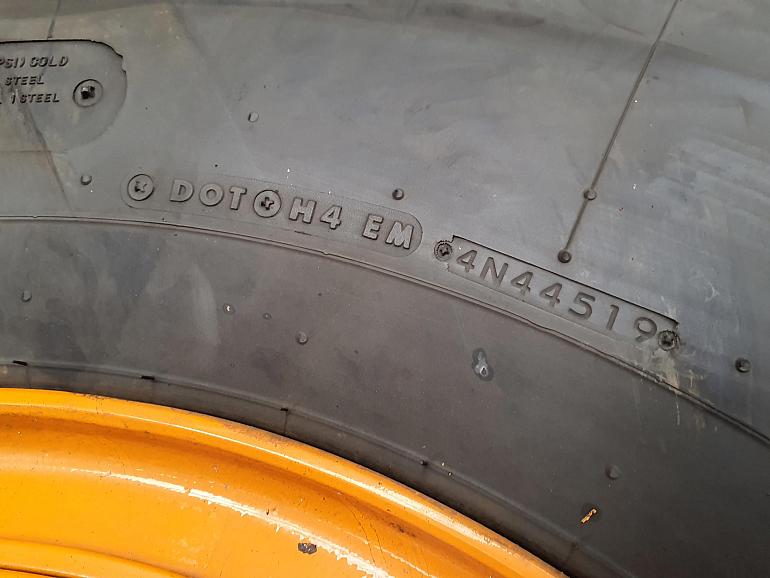 PSI) COLD
STEEL
1 STEEL
DOT H4 EM
4N44519